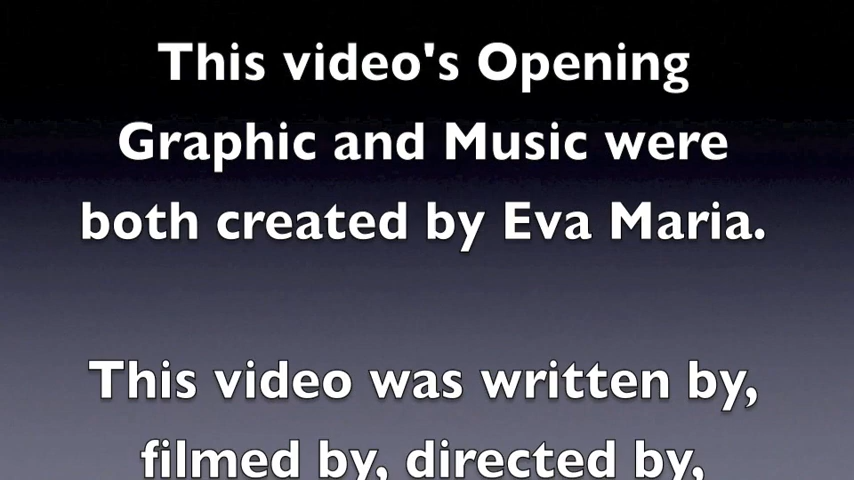 This video's Opening
Graphic and Music were
both created by Eva Maria.
This video was written by,
filmed by, directed by,